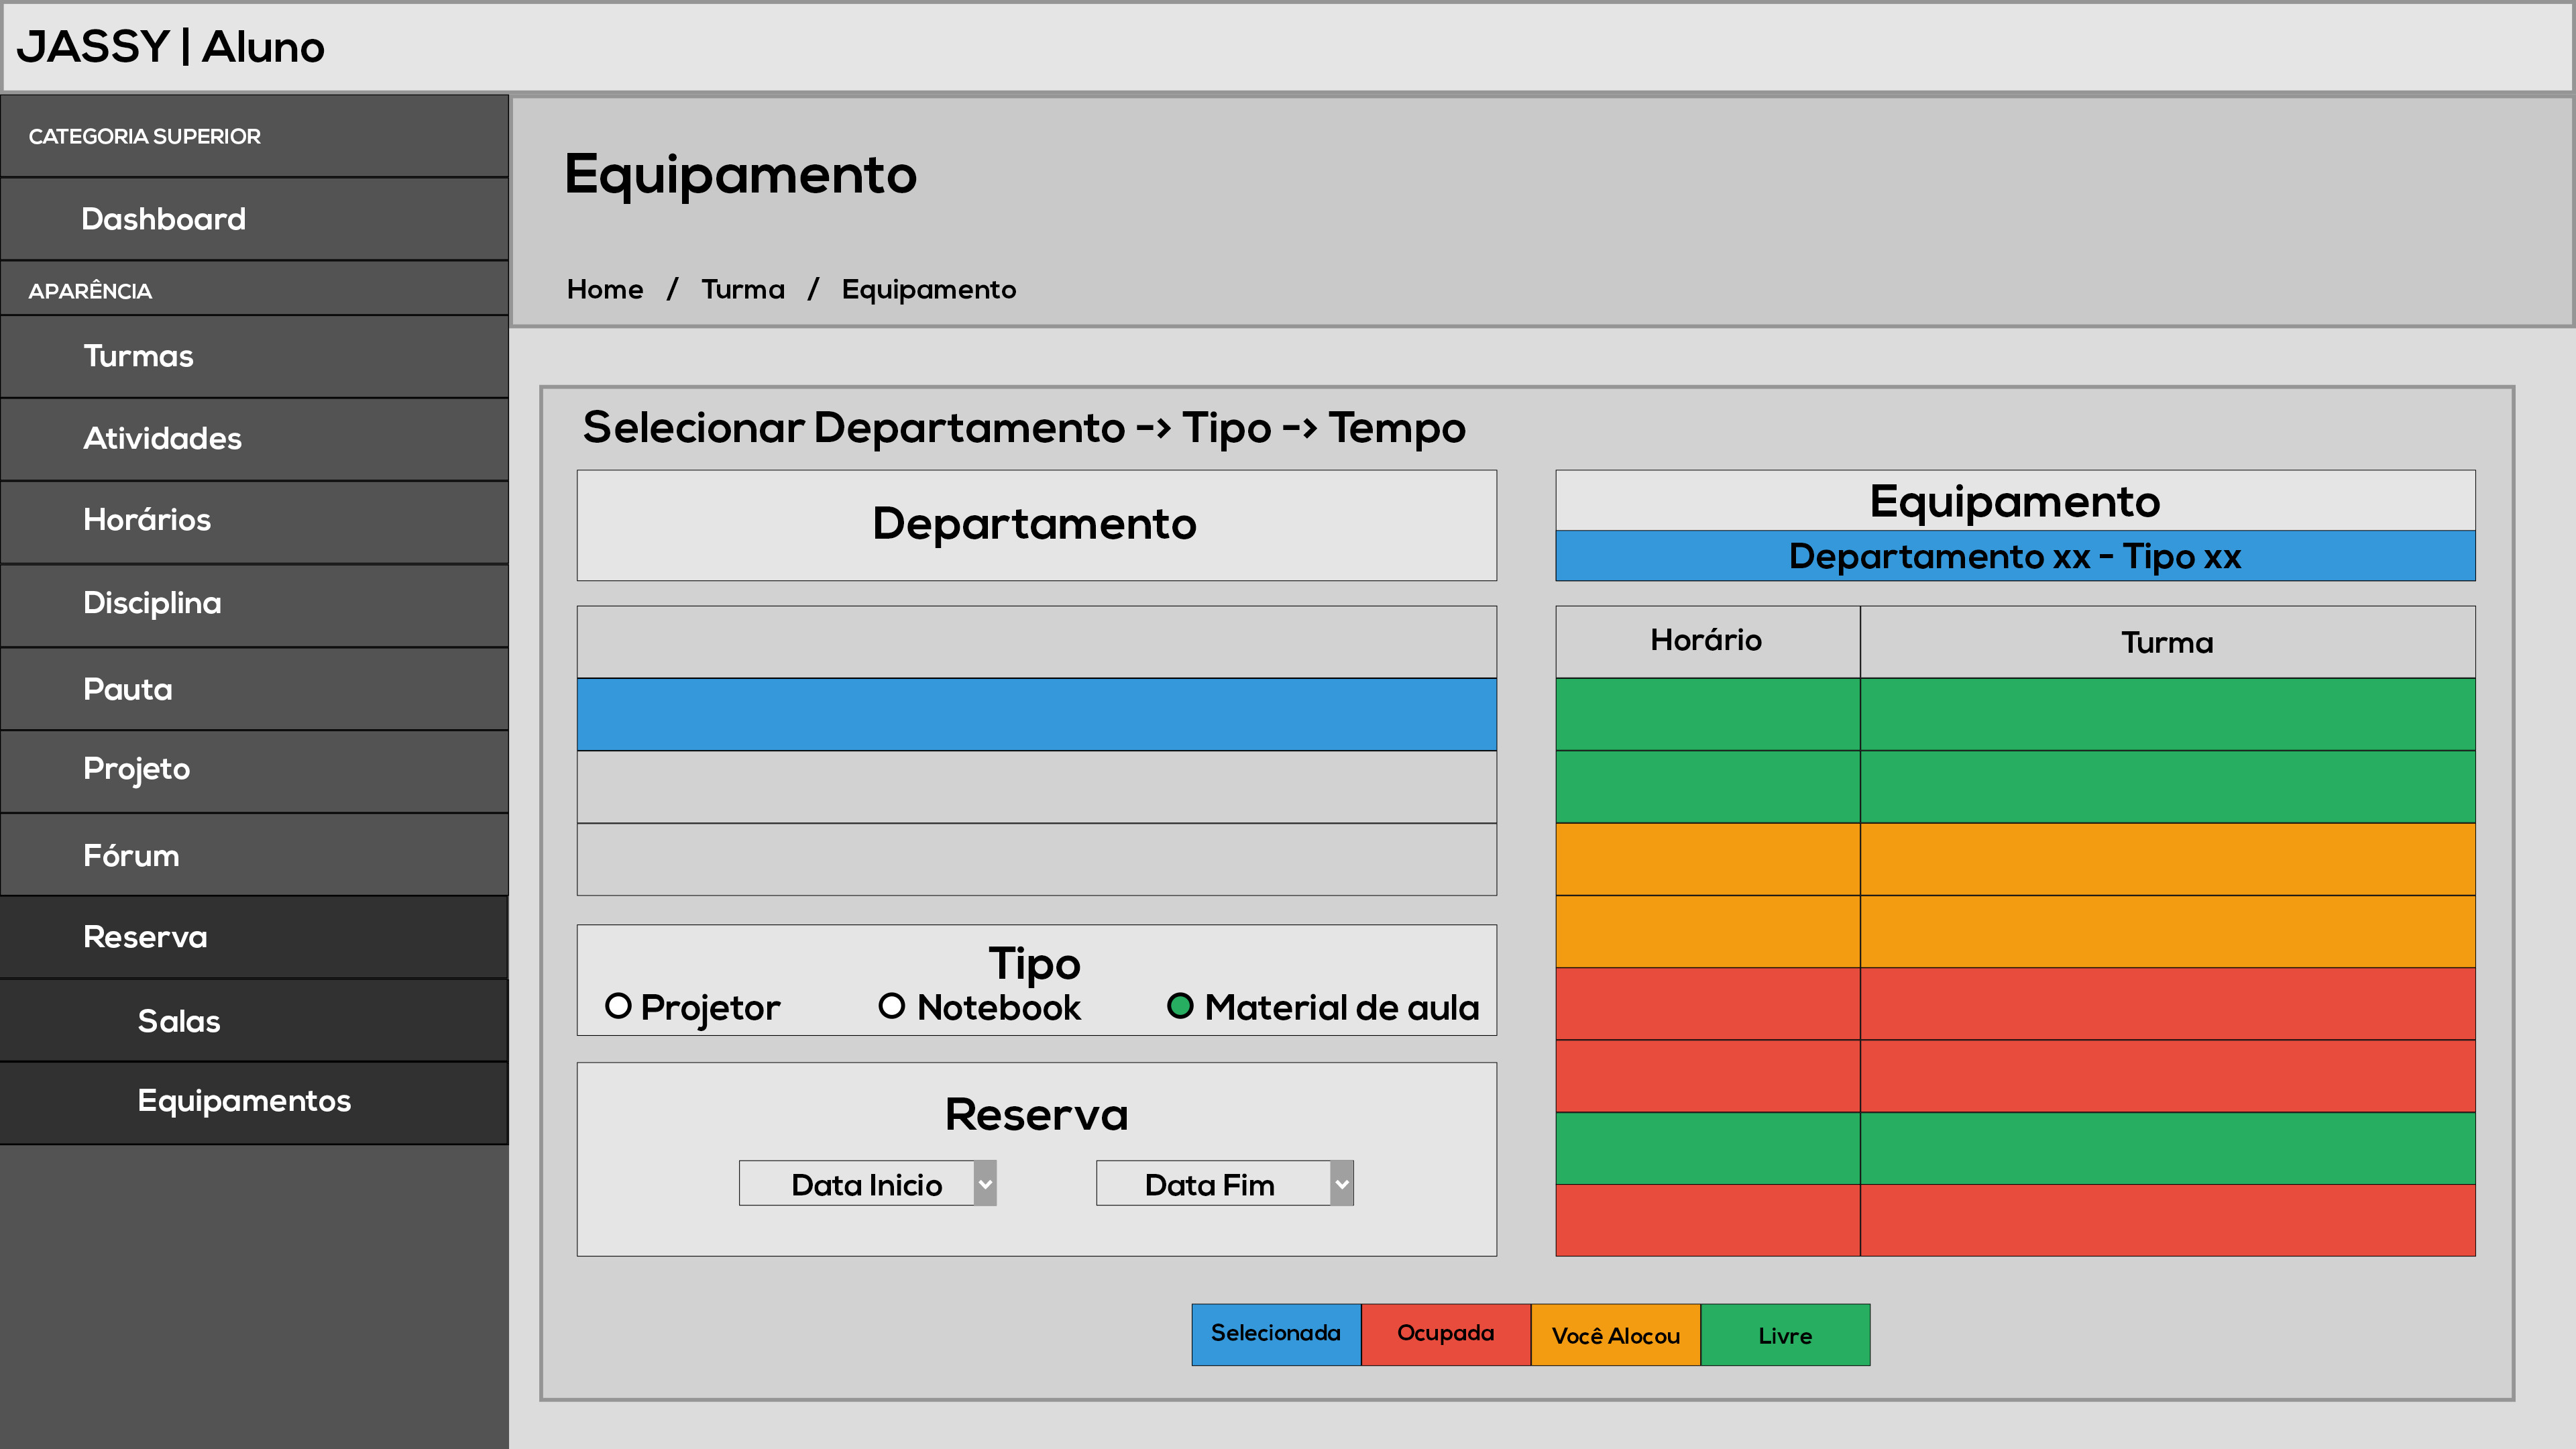 JASSY | Aluno
CATEGORIA SUPERIOR
Dashboard
APARÊNCIA
Turmas
Atividades
Horários
Disciplina
Pauta
Projeto
Fórum
Reserva
Salas
Equipamentos
Equipamento
Home / Turma / Equipamento
Selecionar Departamento -> Tipo -> Tempo
Departamento
Tipo
Projetor Notebook Material de aula
Reserva
Data Inicio Data Fim
Equipamento
Departamento xx - Tipo xx
Horário Turma
Selecionada Ocupada Você Alocou Livre